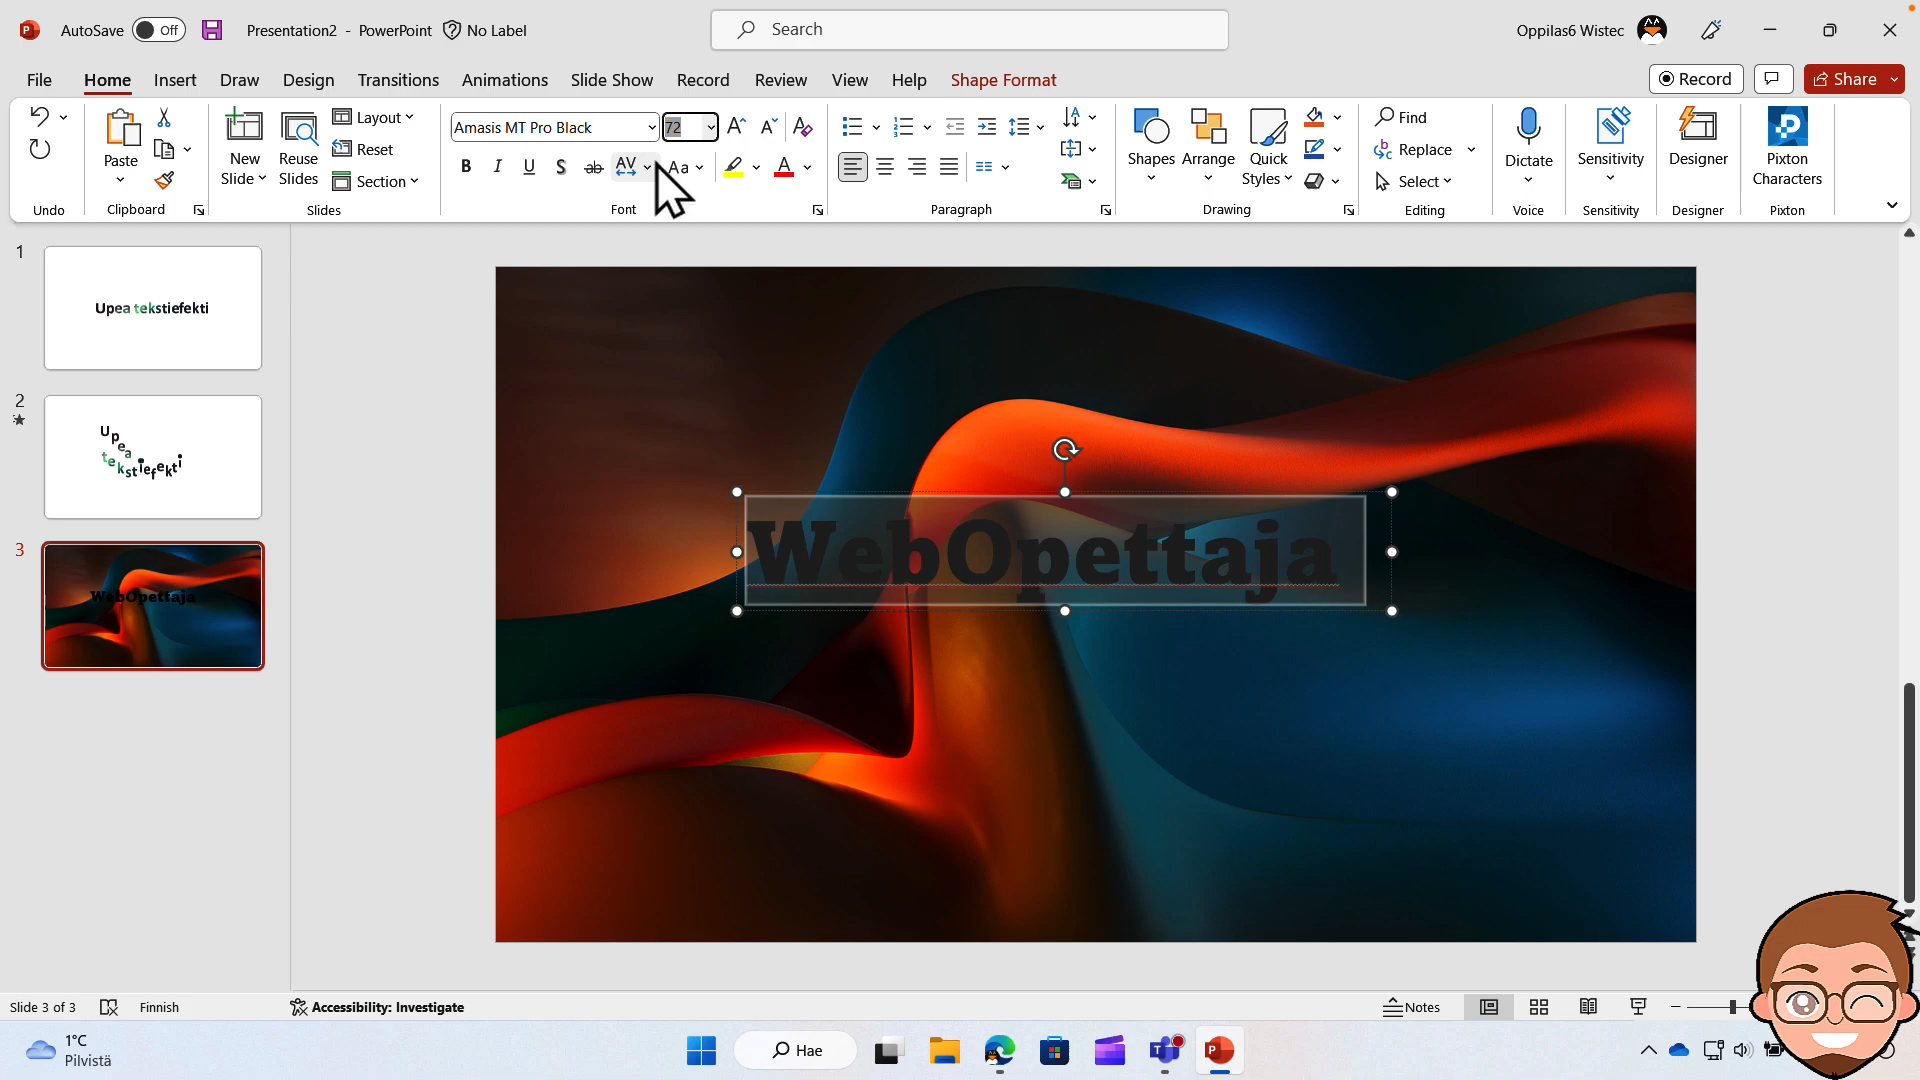 AutoSave Off Presentation2 - PowerPoint No Label Search Oppilas6 Wistec
File Home Insert Draw Design Transitions Animations Slide Show Record Review View Help Shape Format Record Share
Paste
Clipboard
Undo
New Slide
Reuse Slides
Layout
Reset
Section
Slides
Amasis MT Pro Black 72
B I U S ab AV Aa A
Font
Paragraph
Shapes
Arrange
Quick Styles
Drawing
Find
Replace
Select
Editing
Dictate
Voice
Sensitivity
Sensitivity
Designer
Designer
Pixton Characters
Pixton
1
Upea tekstiefekti
2
Upea
tekstiefekti
3
WebOpettaja
WebOpettaja
Slide 3 of 3 Finnish Accessibility: Investigate Notes
1°C
Pilvistä
Hae